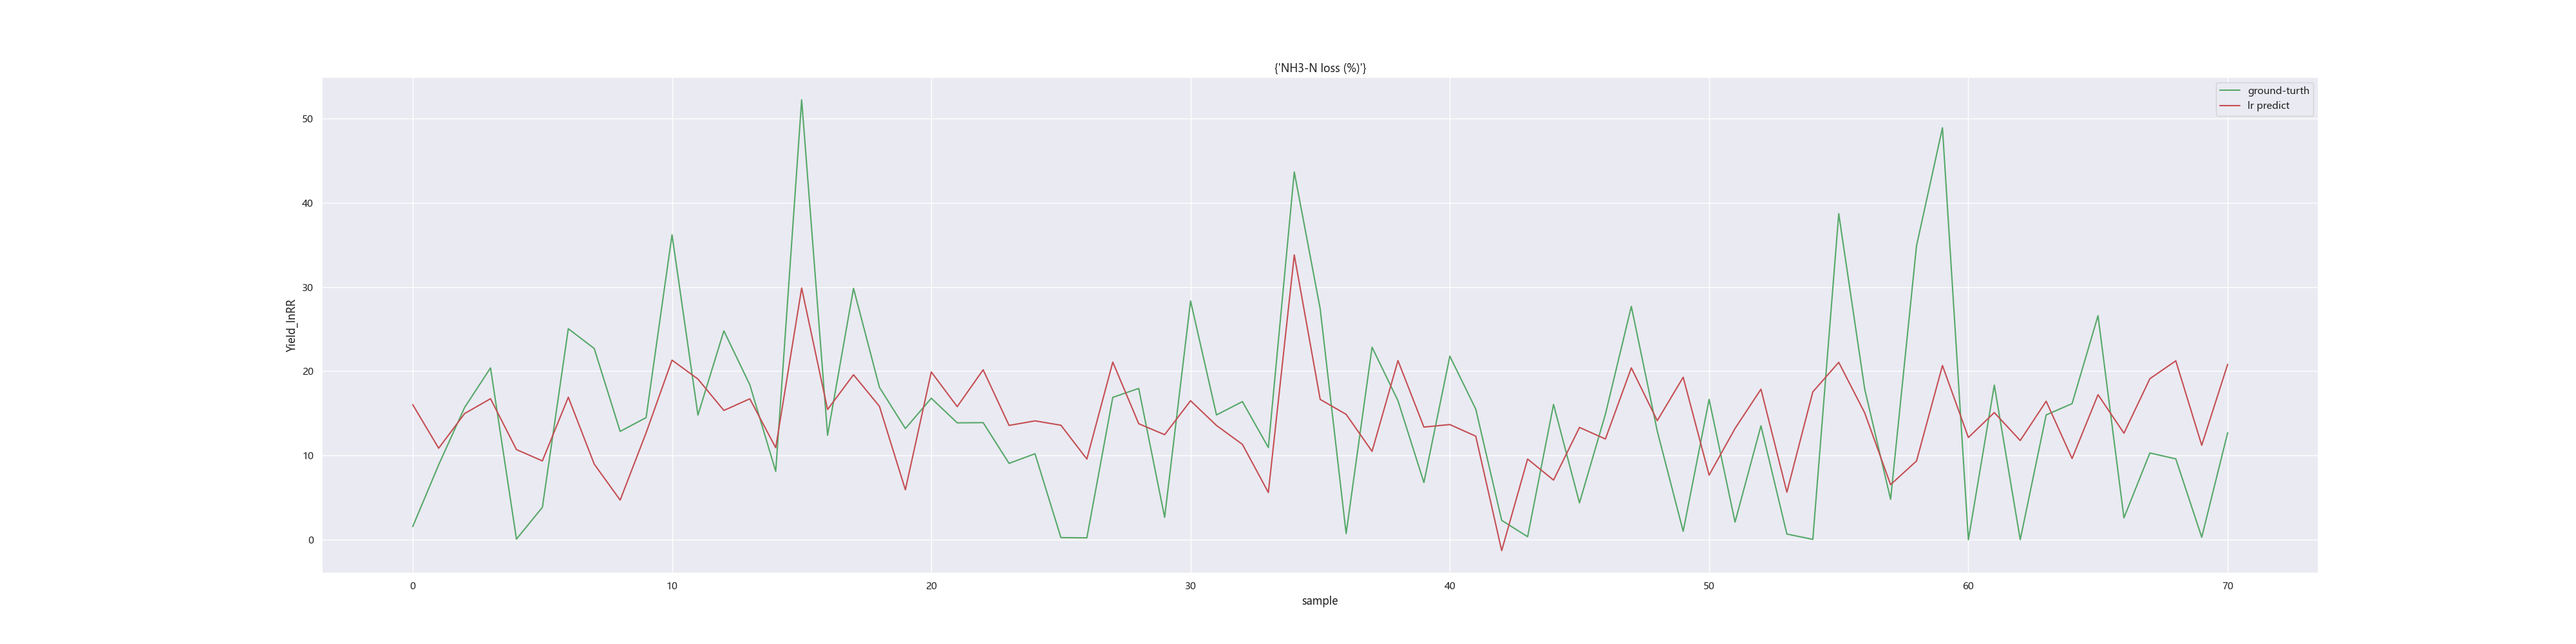 {'NH3-N loss (%)'}
ground-turth
lr predict
50
40
30
20
10
0
Yield_lnRR
0 10 20 30 40 50 60 70
sample